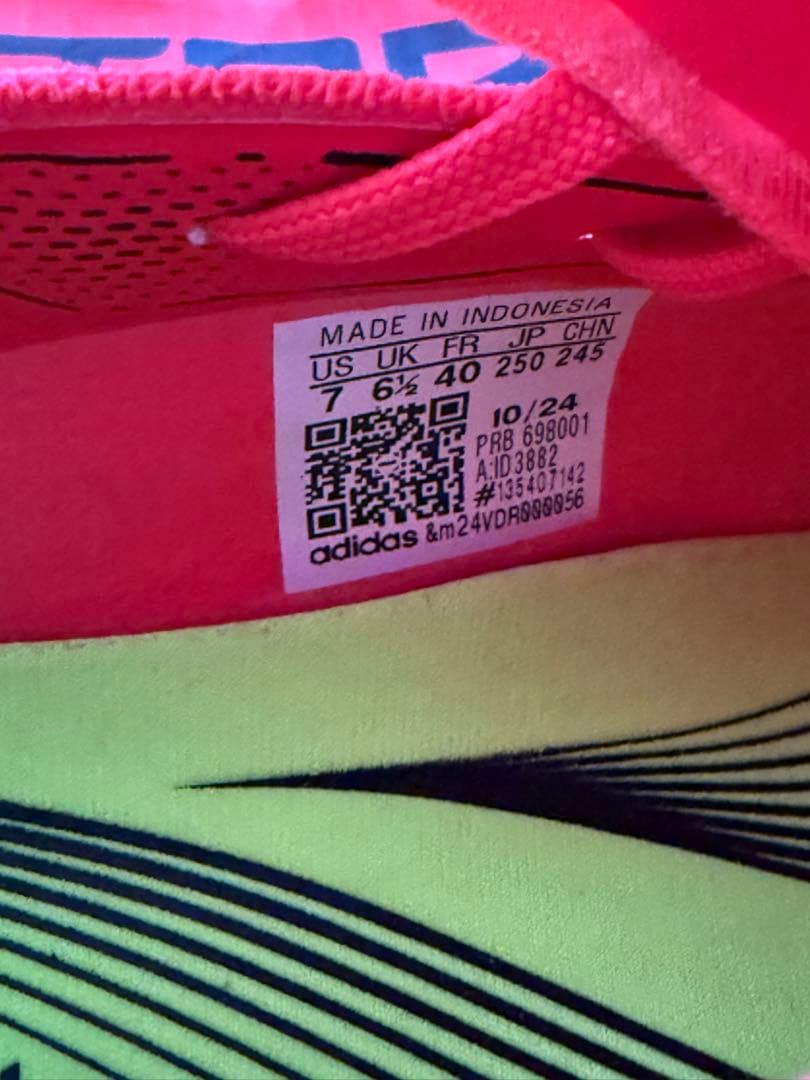 MADE IN INDONESIA
US UK FR JP CHN
7 6½ 40 250 245
10/24
PRB 698001
A:ID3882
#135407142
adidas &m24VDR000056